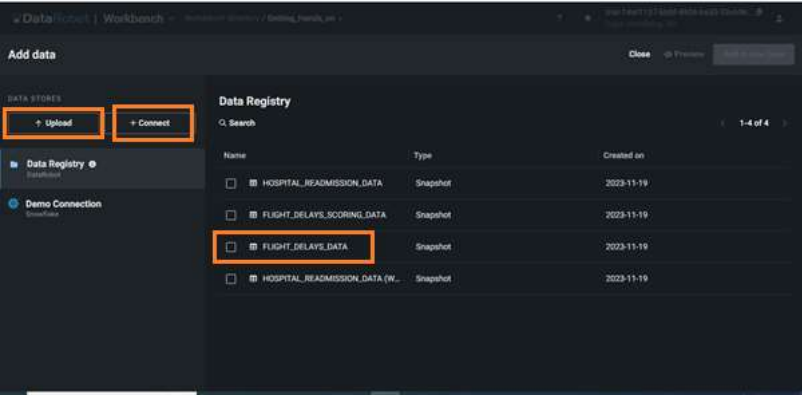 DataRobot | Workbench
Add data
Close
Preview
DATA STORES
↑ Upload
+ Connect
Data Registry
DataRobot
Demo Connection
Snowflake
Data Registry
Search
1-4 of 4
Name Type Created on
HOSPITAL_READMISSION_DATA Snapshot 2023-11-19
FLIGHT_DELAYS_SCORING_DATA Snapshot 2023-11-19
FLIGHT_DELAYS_DATA Snapshot 2023-11-19
HOSPITAL_READMISSION_DATA (W... Snapshot 2023-11-19